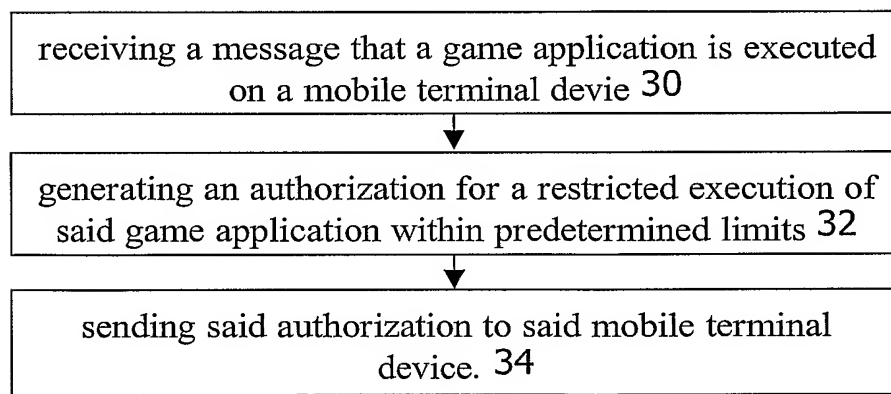 receiving a message that a game application is executed
on a mobile terminal devie 30
generating an authorization for a restricted execution of
said game application within predetermined limits 32
sending said authorization to said mobile terminal
device. 34